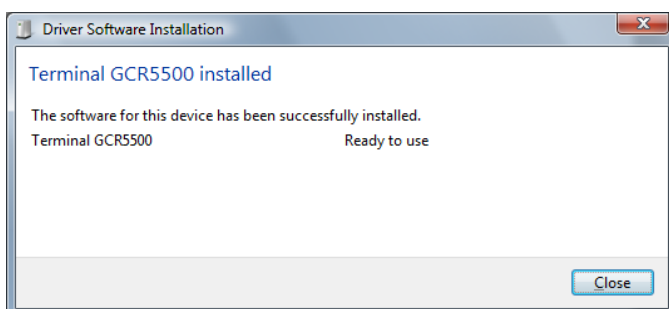 Driver Software Installation
Terminal GCR5500 installed
The software for this device has been successfully installed.
Terminal GCR5500 Ready to use
Close